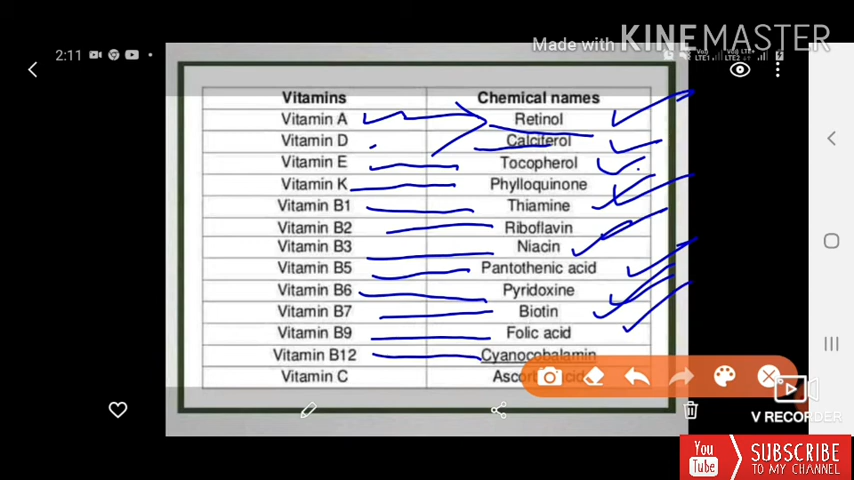 Made with KINEMASTER
2:11
Vitamins Chemical names
Vitamin A Retinol
Vitamin D Calciferol
Vitamin E Tocopherol
Vitamin K Phylloquinone
Vitamin B1 Thiamine
Vitamin B2 Riboflavin
Vitamin B3 Niacin
Vitamin B5 Pantothenic acid
Vitamin B6 Pyridoxine
Vitamin B7 Biotin
Vitamin B9 Folic acid
Vitamin B12 Cyanocobalamin
Vitamin C
V RECORDER
You
Tube
SUBSCRIBE
TO MY CHANNEL